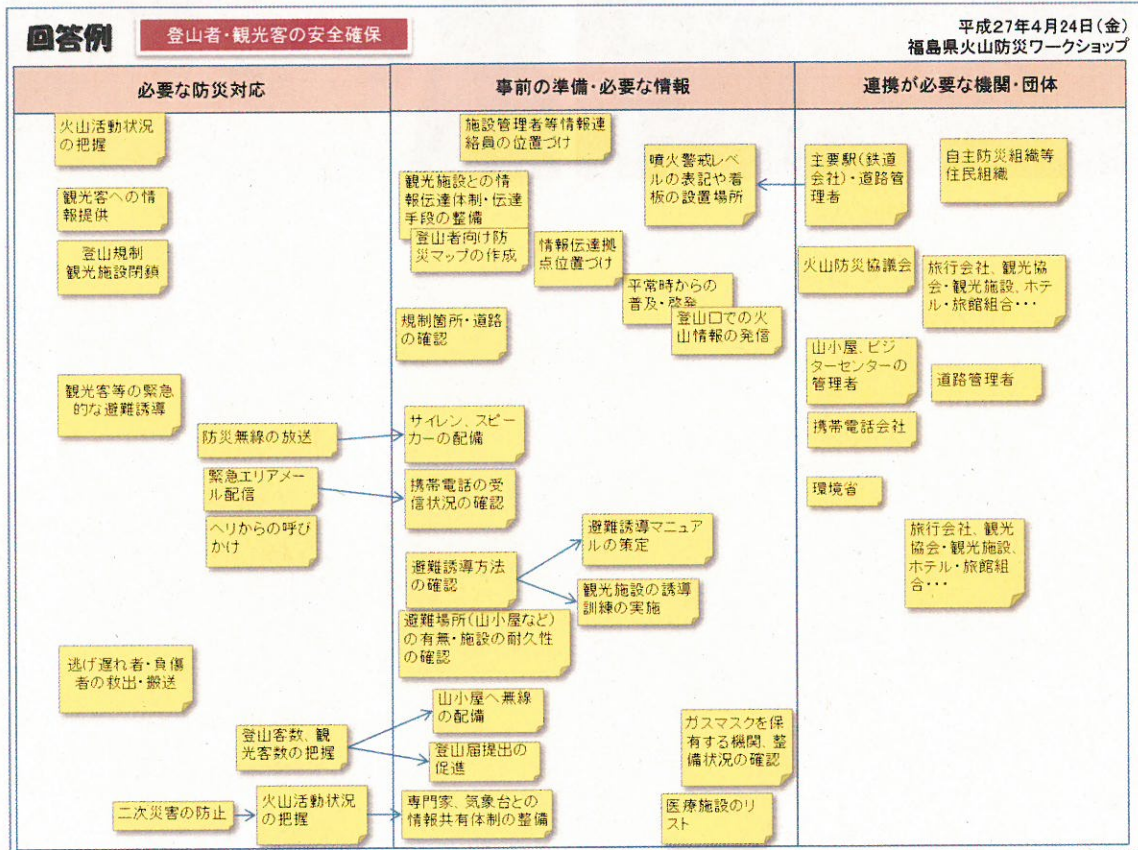 回答例
登山者・観光客の安全確保
平成27年4月24日(金)
福島県火山防災ワークショップ
必要な防災対応
事前の準備・必要な情報
連携が必要な機関・団体
火山活動状況
の把握
観光客への情
報提供
登山規制
観光施設閉鎖
観光客等の緊急
的な避難誘導
防災無線の放送
緊急エリアメー
ル配信
ヘリからの呼び
かけ
逃げ遅れ者・負傷
者の救出・搬送
登山客数、観
光客数の把握
二次災害の防止
火山活動状況
の把握
施設管理者等情報連
絡員の位置づけ
観光施設との情
報伝達体制・伝達
手段の整備
登山者向け防
災マップの作成
情報伝達拠
点位置づけ
噴火警戒レベ
ルの表記や看
板の設置場所
平常時からの
普及・啓発
登山口での火
山情報の発信
規制箇所・道路
の確認
サイレン、スピー
カーの配備
携帯電話の受
信状況の確認
避難誘導方法
の確認
避難誘導マニュア
ルの策定
観光施設の誘導
訓練の実施
避難場所(山小屋など)
の有無・施設の耐久性
の確認
山小屋へ無線
の配備
登山届提出の
促進
専門家、気象台との
情報共有体制の整備
ガスマスクを保
有する機関、整
備状況の確認
医療施設のリ
スト
主要駅(鉄道
会社)・道路管
理者
自主防災組織等
住民組織
火山防災協議会
旅行会社、観光協
会・観光施設、ホテ
ル・旅館組合・・・
山小屋、ビジ
ターセンターの
管理者
道路管理者
携帯電話会社
環境省
旅行会社、観光
協会・観光施設、
ホテル・旅館組
合・・・